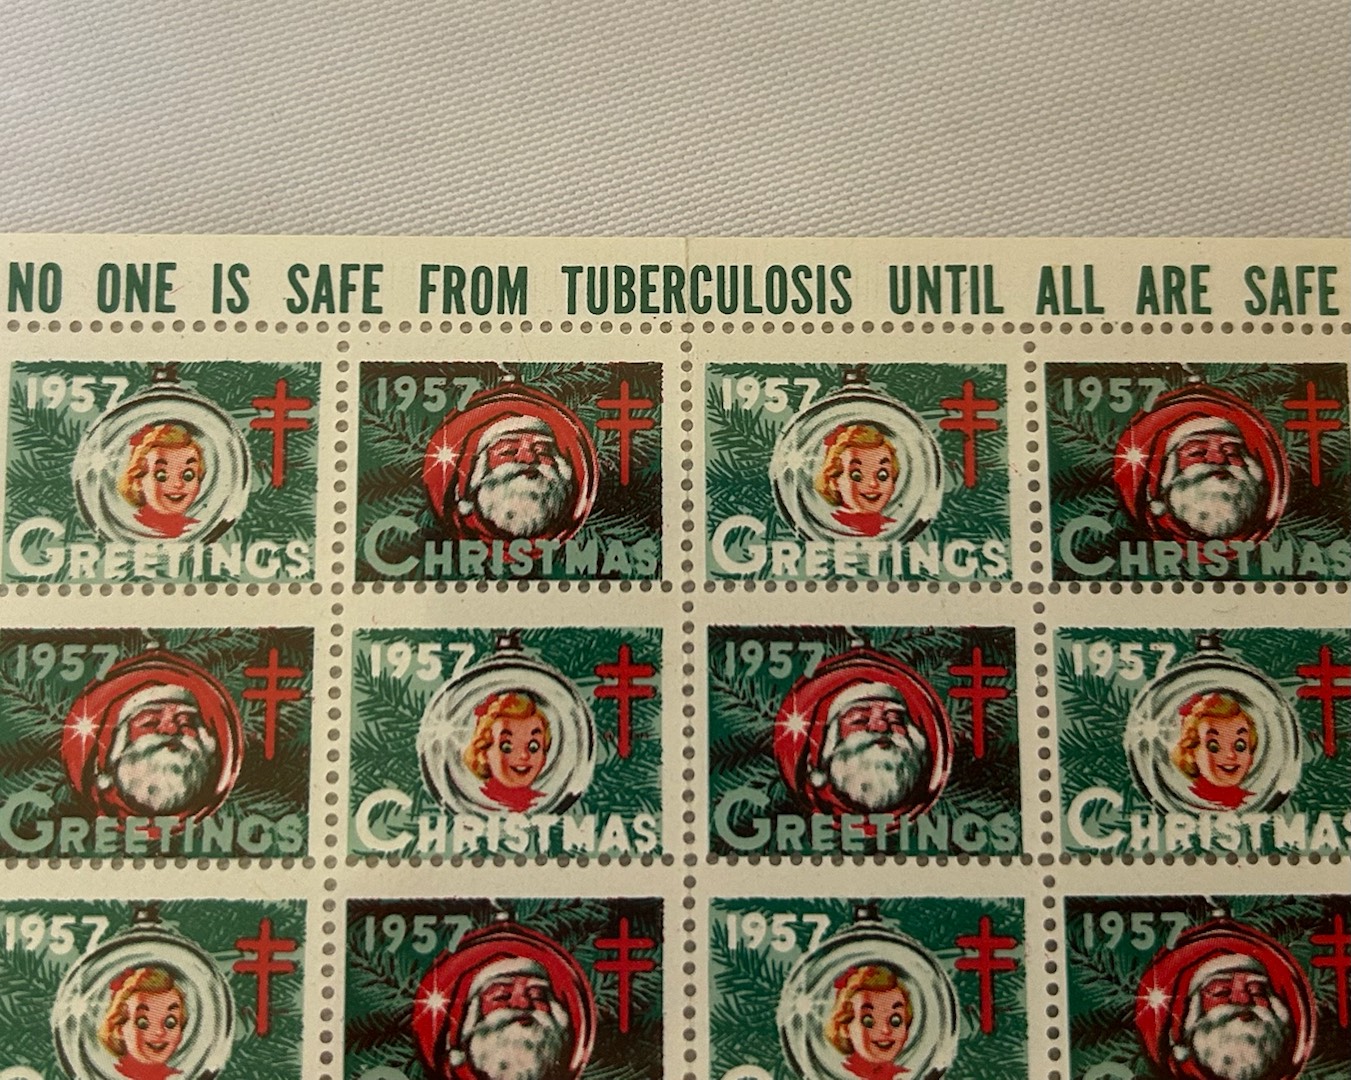 NO ONE IS SAFE FROM TUBERCULOSIS UNTIL ALL ARE SAFE
1957 1957 1957 1957
GREETINGS CHRISTMAS GREETINGS CHRISTMAS
1957 1957 1957 1957
GREETINGS CHRISTMAS GREETINGS CHRISTMAS
1957 1957 1957 1957